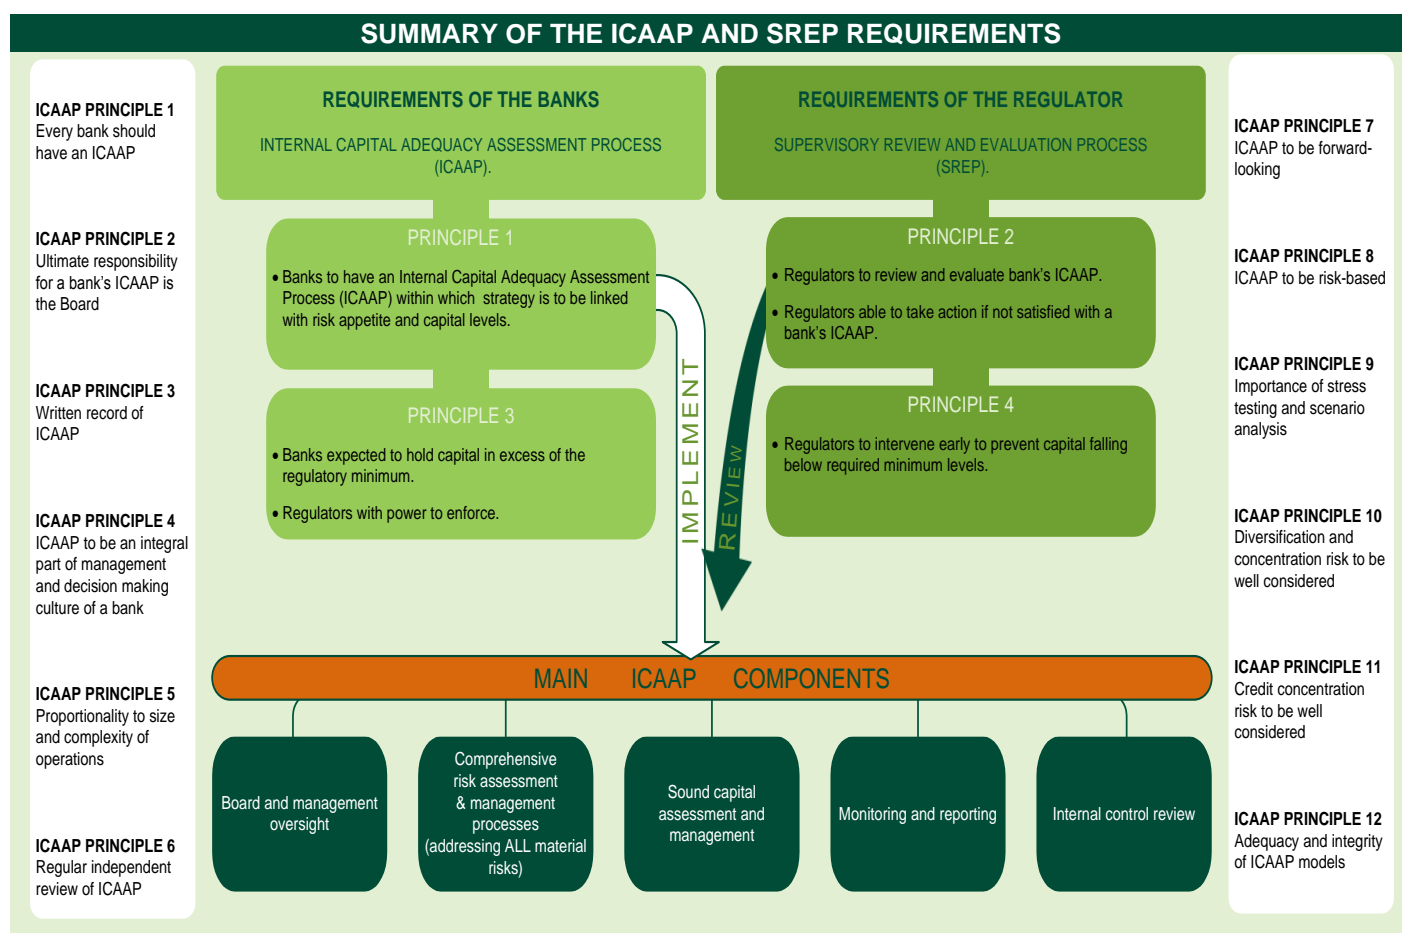 SUMMARY OF THE ICAAP AND SREP REQUIREMENTS
ICAAP PRINCIPLE 1
Every bank should
have an ICAAP
ICAAP PRINCIPLE 2
Ultimate responsibility
for a bank's ICAAP is
the Board
ICAAP PRINCIPLE 3
Written record of
ICAAP
ICAAP PRINCIPLE 4
ICAAP to be an integral
part of management
and decision making
culture of a bank
ICAAP PRINCIPLE 5
Proportionality to size
and complexity of
operations
ICAAP PRINCIPLE 6
Regular independent
review of ICAAP
REQUIREMENTS OF THE BANKS
INTERNAL CAPITAL ADEQUACY ASSESSMENT PROCESS
(ICAAP).
PRINCIPLE 1
• Banks to have an Internal Capital Adequacy Assessment
Process (ICAAP) within which strategy is to be linked
with risk appetite and capital levels.
PRINCIPLE 3
• Banks expected to hold capital in excess of the
regulatory minimum.
• Regulators with power to enforce.
IMPLEMENT
REVIEW
REQUIREMENTS OF THE REGULATOR
SUPERVISORY REVIEW AND EVALUATION PROCESS
(SREP).
PRINCIPLE 2
• Regulators to review and evaluate bank's ICAAP.
• Regulators able to take action if not satisfied with a
bank's ICAAP.
PRINCIPLE 4
• Regulators to intervene early to prevent capital falling
below required minimum levels.
MAIN ICAAP COMPONENTS
Board and management
oversight
Comprehensive
risk assessment
& management
processes
(addressing ALL material
risks)
Sound capital
assessment and
management
Monitoring and reporting
Internal control review
ICAAP PRINCIPLE 7
ICAAP to be forward-
looking
ICAAP PRINCIPLE 8
ICAAP to be risk-based
ICAAP PRINCIPLE 9
Importance of stress
testing and scenario
analysis
ICAAP PRINCIPLE 10
Diversification and
concentration risk to be
well considered
ICAAP PRINCIPLE 11
Credit concentration
risk to be well
considered
ICAAP PRINCIPLE 12
Adequacy and integrity
of ICAAP models